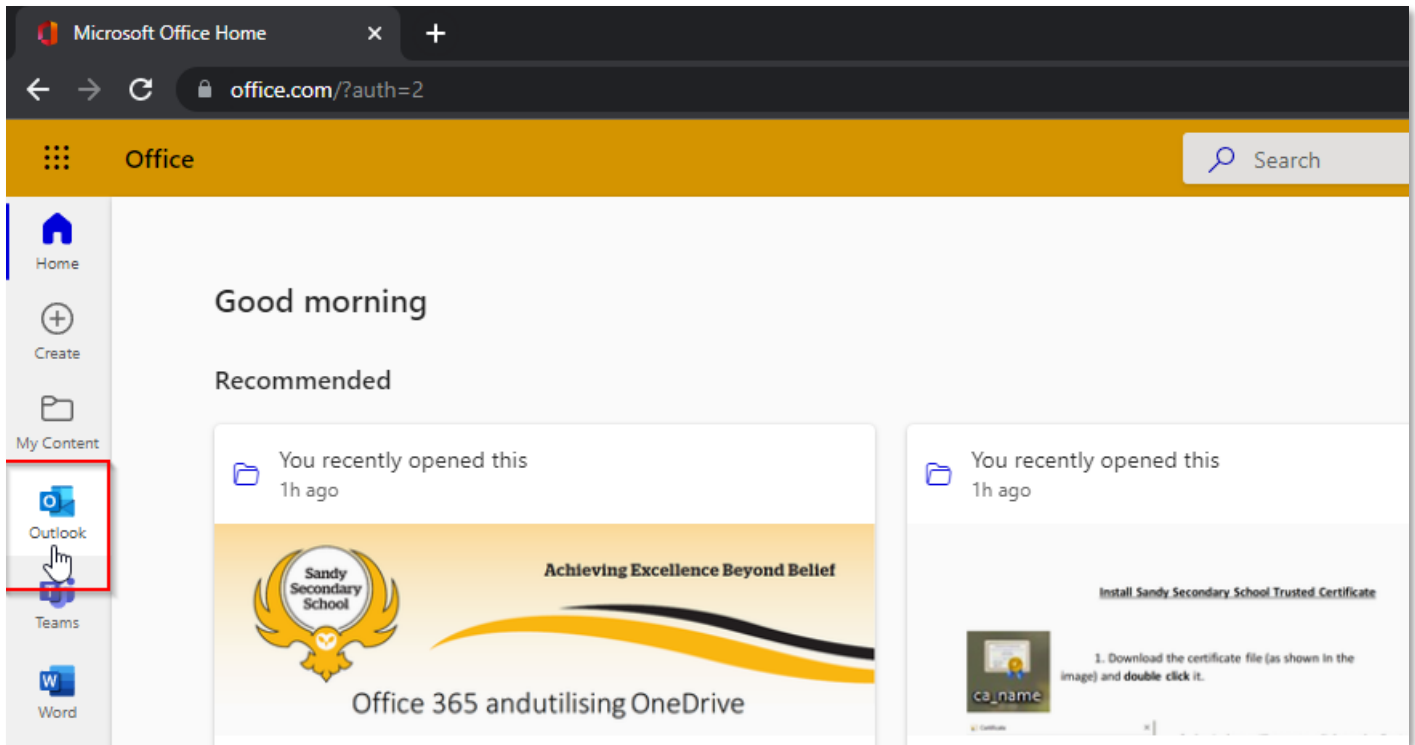 Microsoft Office Home
office.com/?auth=2
Office
Search
Home
Create
My Content
Outlook
Teams
Word
Good morning
Recommended
You recently opened this
1h ago
Sandy
Secondary
School
Achieving Excellence Beyond Belief
Office 365 andutilising OneDrive
You recently opened this
1h ago
Install Sandy Secondary School Trusted Certificate
ca_name
1. Download the certificate file (as shown in the
image) and double click it.
Certificate